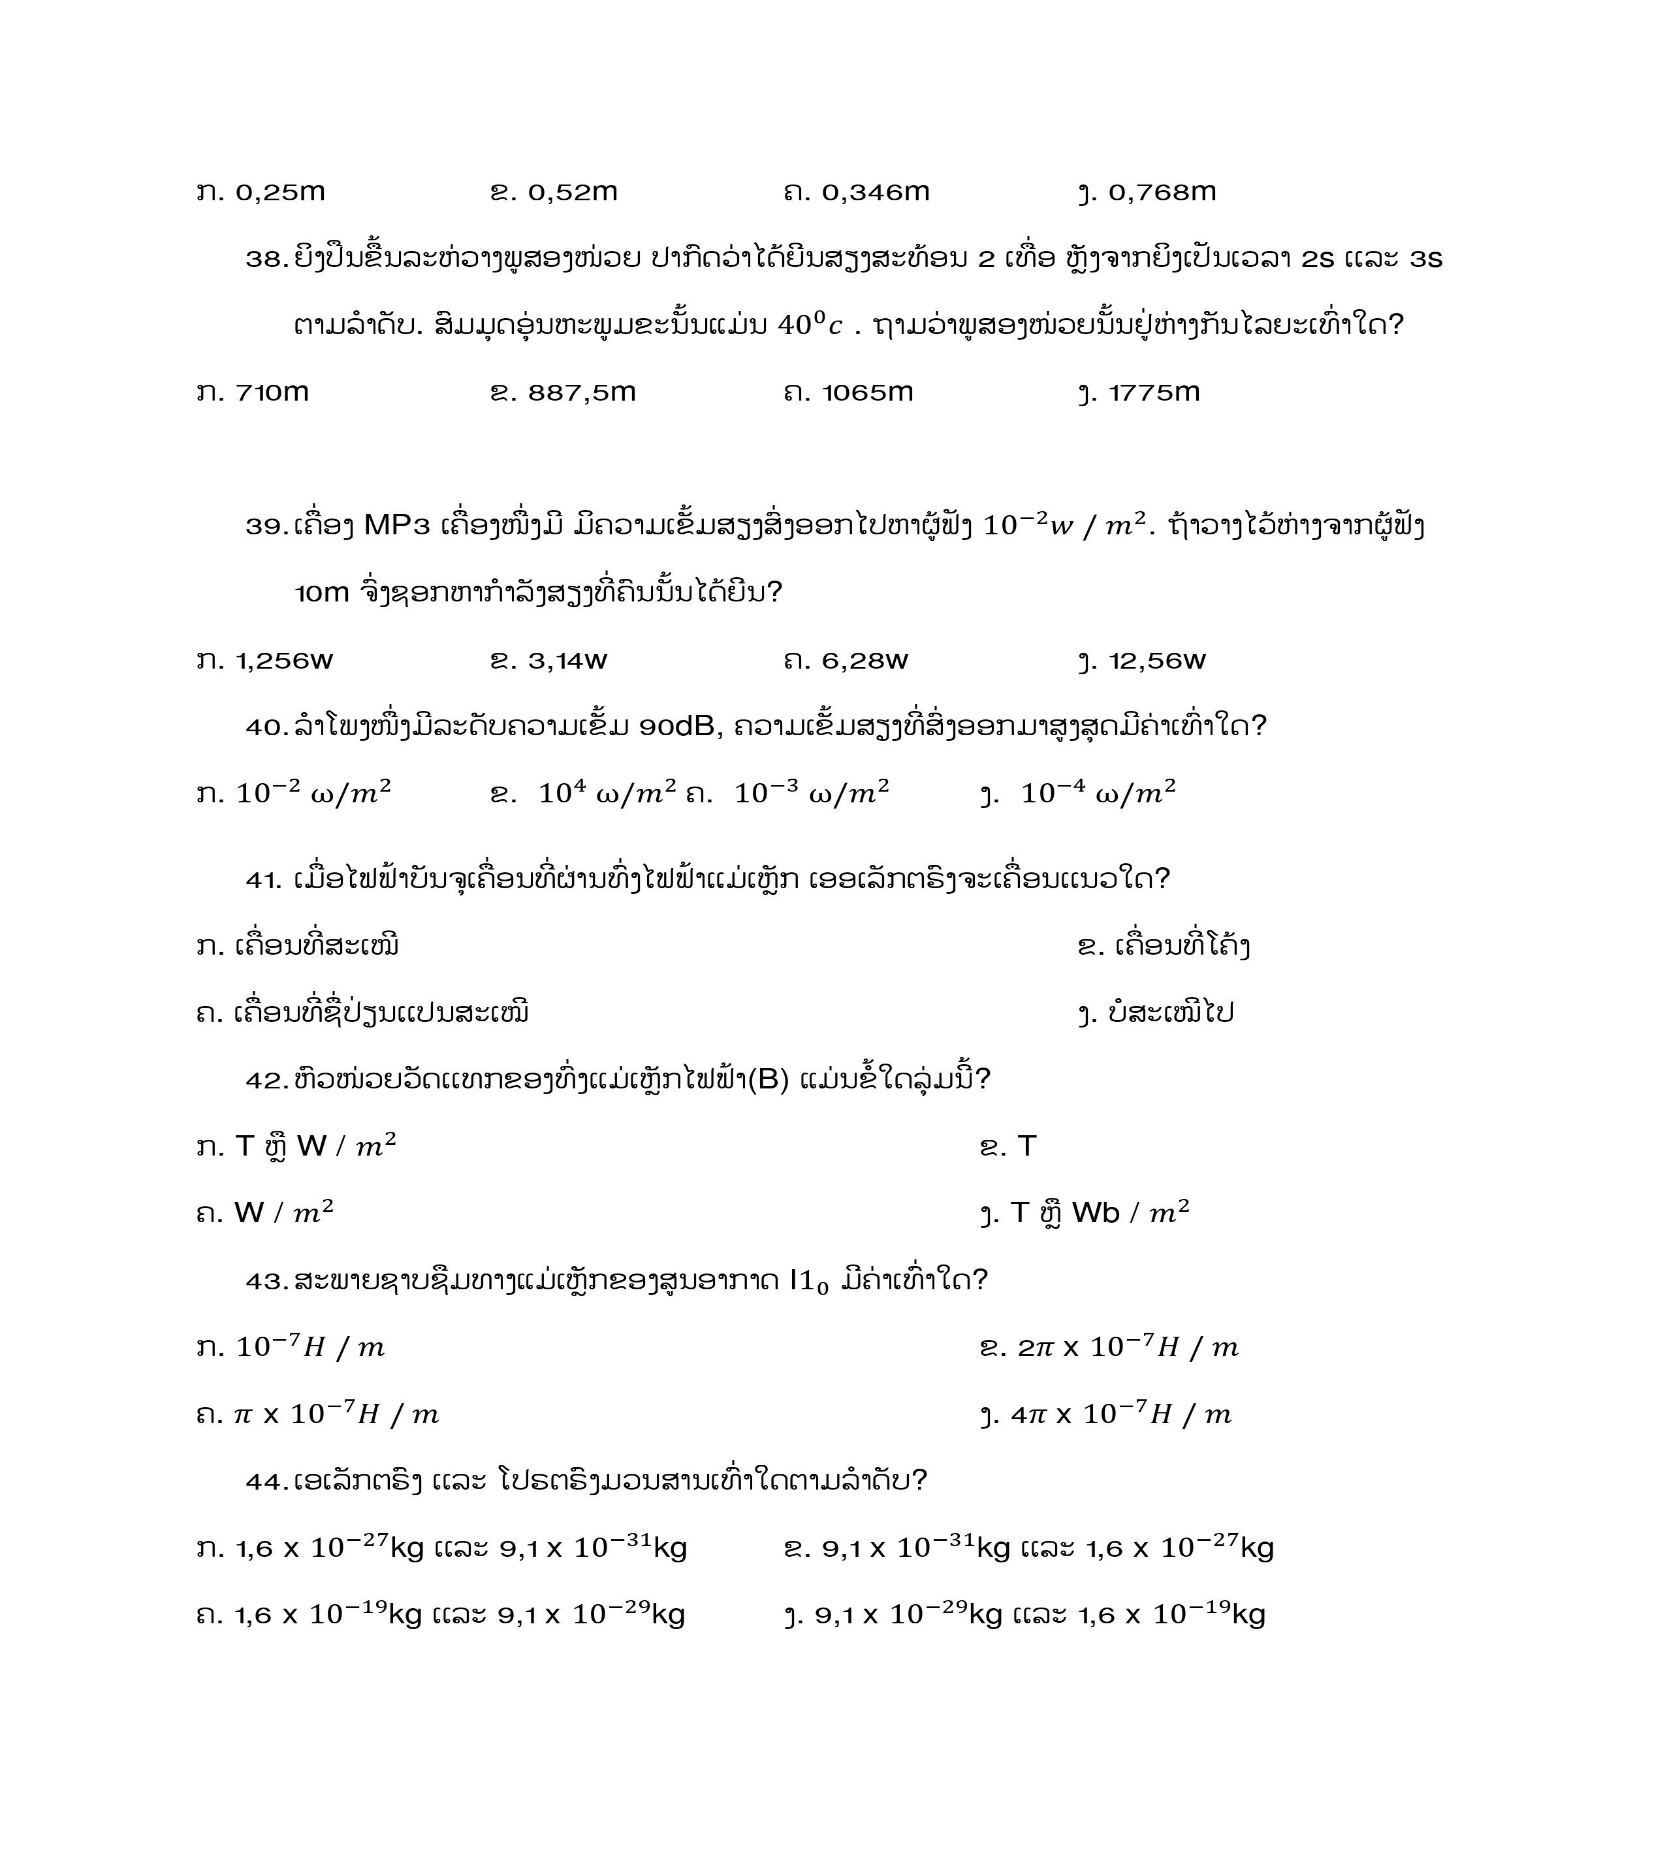 ກ. 0,25m ຂ. 0,52m ຄ. 0,346m ງ. 0,768m
38. ຍິງປືນຂຶ້ນລະຫ່ວາງພູສອງໜ່ວຍ ປາກົດວ່າໄດ້ຍີນສຽງສະທ້ອນ 2 ເທື່ອ ຫຼັງຈາກຍິງເປັນເວລາ 2s ແລະ 3s
ຕາມລຳດັບ. ສົມມຸດອຸ່ນຫະພູມຂະນັ້ນແມ່ນ 40⁰c . ຖາມວ່າພູສອງໜ່ວຍນັ້ນຢູ່ຫ່າງກັນໄລຍະເທົ່າໃດ?
ກ. 710m ຂ. 887,5m ຄ. 1065m ງ. 1775m
39. ເຄື່ອງ MP3 ເຄື່ອງໜຶ່ງມີ ມິຄວາມເຂັ້ມສຽງສົ່ງອອກໄປຫາຜູ້ຟັງ 10⁻²w / m². ຖ້າວາງໄວ້ຫ່າງຈາກຜູ້ຟັງ
10m ຈົ່ງຊອກຫາກຳລັງສຽງທີ່ຄົນນັ້ນໄດ້ຍີນ?
ກ. 1,256w ຂ. 3,14w ຄ. 6,28w ງ. 12,56w
40. ລຳໂພງໜຶ່ງມີລະດັບຄວາມເຂັ້ມ 90dB, ຄວາມເຂັ້ມສຽງທີ່ສົ່ງອອກມາສູງສຸດມີຄ່າເທົ່າໃດ?
ກ. 10⁻² ω/m² ຂ. 10⁴ ω/m² ຄ. 10⁻³ ω/m² ງ. 10⁻⁴ ω/m²
41. ເມື່ອໄຟຟ້າບັນຈຸເຄື່ອນທີ່ຜ່ານທົ່ງໄຟຟ້າແມ່ເຫຼັກ ເອອເລັກຕຣົງຈະເຄື່ອນແນວໃດ?
ກ. ເຄື່ອນທີ່ສະເໝີ ຂ. ເຄື່ອນທີ່ໂຄ້ງ
ຄ. ເຄື່ອນທີ່ຊື່ປ່ຽນແປນສະເໝີ ງ. ບໍ່ສະເໝີໄປ
42. ຫົວໜ່ວຍວັດແທກຂອງທົ່ງແມ່ເຫຼັກໄຟຟ້າ(B) ແມ່ນຂໍ້ໃດລຸ່ມນີ້?
ກ. T ຫຼື W / m² ຂ. T
ຄ. W / m² ງ. T ຫຼື Wb / m²
43. ສະພາຍຊາບຊືມທາງແມ່ເຫຼັກຂອງສູນອາກາດ l1₀ ມີຄ່າເທົ່າໃດ?
ກ. 10⁻⁷H / m ຂ. 2π x 10⁻⁷H / m
ຄ. π x 10⁻⁷H / m ງ. 4π x 10⁻⁷H / m
44. ເອເລັກຕຣົງ ແລະ ໂປຣຕຣົງມວນສານເທົ່າໃດຕາມລຳດັບ?
ກ. 1,6 x 10⁻²⁷kg ແລະ 9,1 x 10⁻³¹kg ຂ. 9,1 x 10⁻³¹kg ແລະ 1,6 x 10⁻²⁷kg
ຄ. 1,6 x 10⁻¹⁹kg ແລະ 9,1 x 10⁻²⁹kg ງ. 9,1 x 10⁻²⁹kg ແລະ 1,6 x 10⁻¹⁹kg